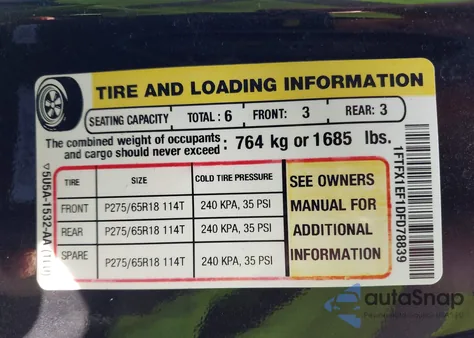 TIRE AND LOADING INFORMATION
SEATING CAPACITY TOTAL : 6 FRONT: 3 REAR: 3
The combined weight of occupants and cargo should never exceed : 764 kg or 1685 lbs.
TIRE SIZE COLD TIRE PRESSURE
FRONT P275/65R18 114T 240 KPA, 35 PSI
REAR P275/65R18 114T 240 KPA, 35 PSI
SPARE P275/65R18 114T 240 KPA, 35 PSI
SEE OWNERS
MANUAL FOR
ADDITIONAL
INFORMATION
5U5A-1532-AA
1FTFX1EF1DFD78839
autoSnap